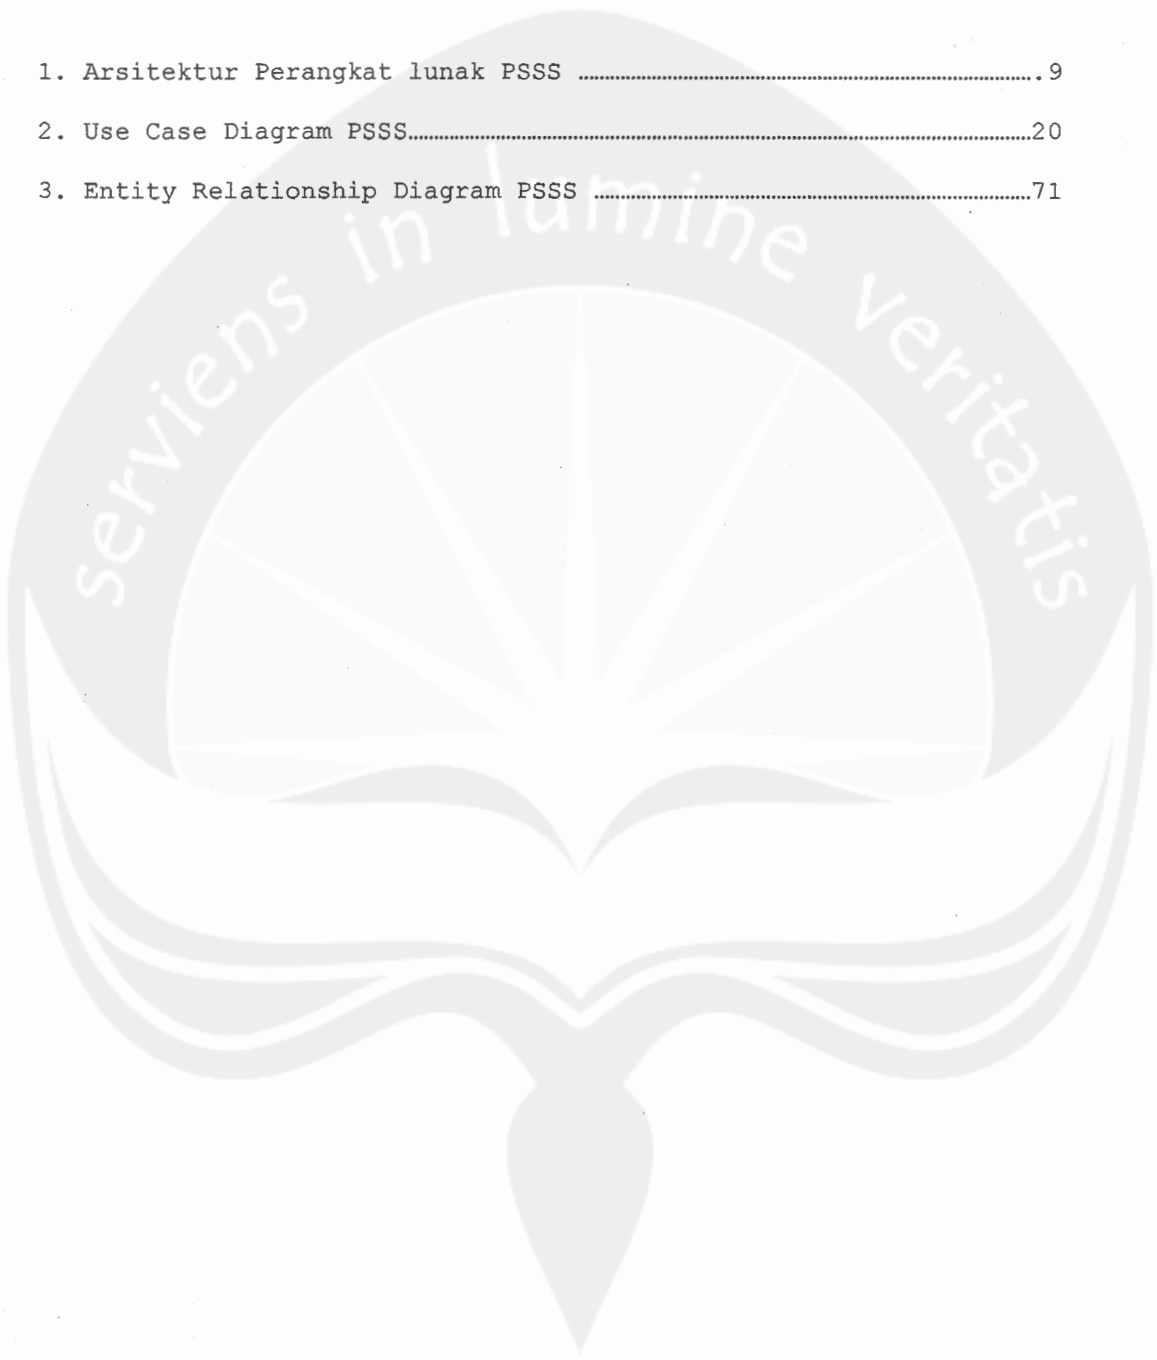 1. Arsitektur Perangkat lunak PSSS ........................................ 9
2. Use Case Diagram PSSS........................................20
3. Entity Relationship Diagram PSSS ........................................71
serviens in lumine veritatis